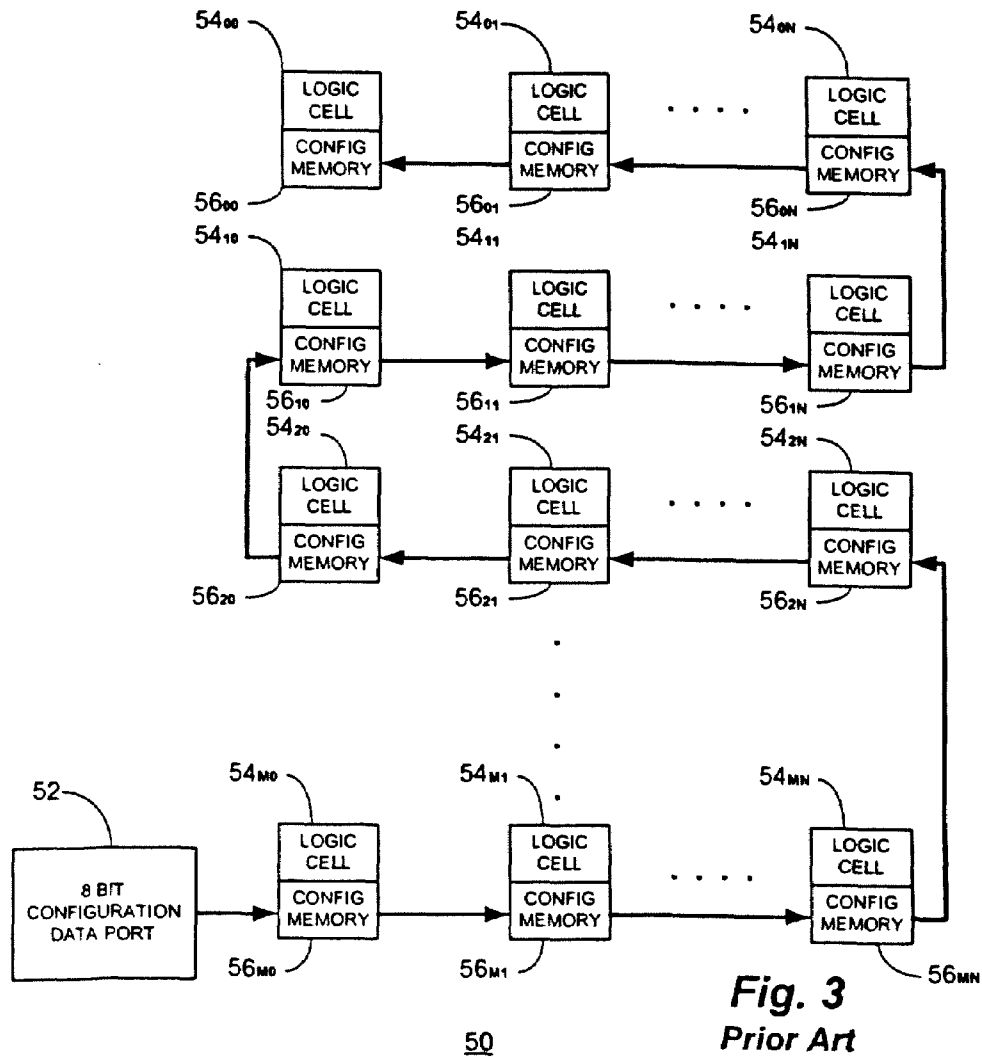 54₀₀ 54₀₁ 54₀N
LOGIC CELL LOGIC CELL LOGIC CELL
. . . .
CONFIG MEMORY CONFIG MEMORY CONFIG MEMORY
56₀₀ 56₀₁ 56₀N
54₁₀ 54₁₁ 54₁N
LOGIC CELL LOGIC CELL LOGIC CELL
. . . .
CONFIG MEMORY CONFIG MEMORY CONFIG MEMORY
56₁₀ 56₁₁ 56₁N
54₂₀ 54₂₁ 54₂N
LOGIC CELL LOGIC CELL LOGIC CELL
. . . .
CONFIG MEMORY CONFIG MEMORY CONFIG MEMORY
56₂₀ 56₂₁ 56₂N
52 54M₀ 54M₁ 54MN
8 BIT
CONFIGURATION
DATA PORT
LOGIC CELL LOGIC CELL LOGIC CELL
. . . .
CONFIG MEMORY CONFIG MEMORY CONFIG MEMORY
56M₀ 56M₁ 56MN
Fig. 3
Prior Art
50